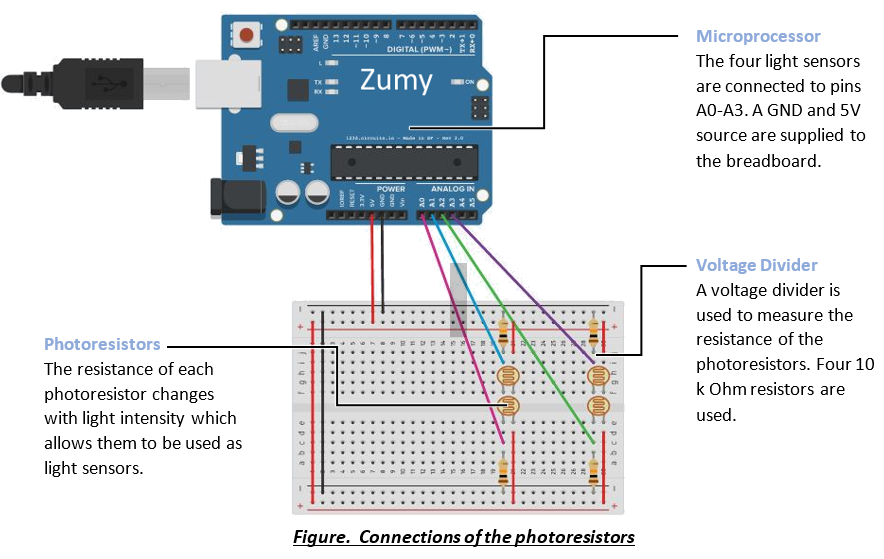 Microprocessor
The four light sensors
are connected to pins
A0-A3. A GND and 5V
source are supplied to
the breadboard.
AREF
GND
13
12
~11
~10
~9
8
7
~6
~5
4
~3
2
TX→1
RX←0
DIGITAL (PWM~)
L
TX
RX
Zumy
ON
POWER
ANALOG IN
IOREF
RESET
3.3V
5V
GND
GND
Vin
A0
A1
A2
A3
A4
A5
Voltage Divider
A voltage divider is
used to measure the
resistance of the
photoresistors. Four 10
k Ohm resistors are
used.
Photoresistors
The resistance of each
photoresistor changes
with light intensity which
allows them to be used as
light sensors.
Figure. Connections of the photoresistors